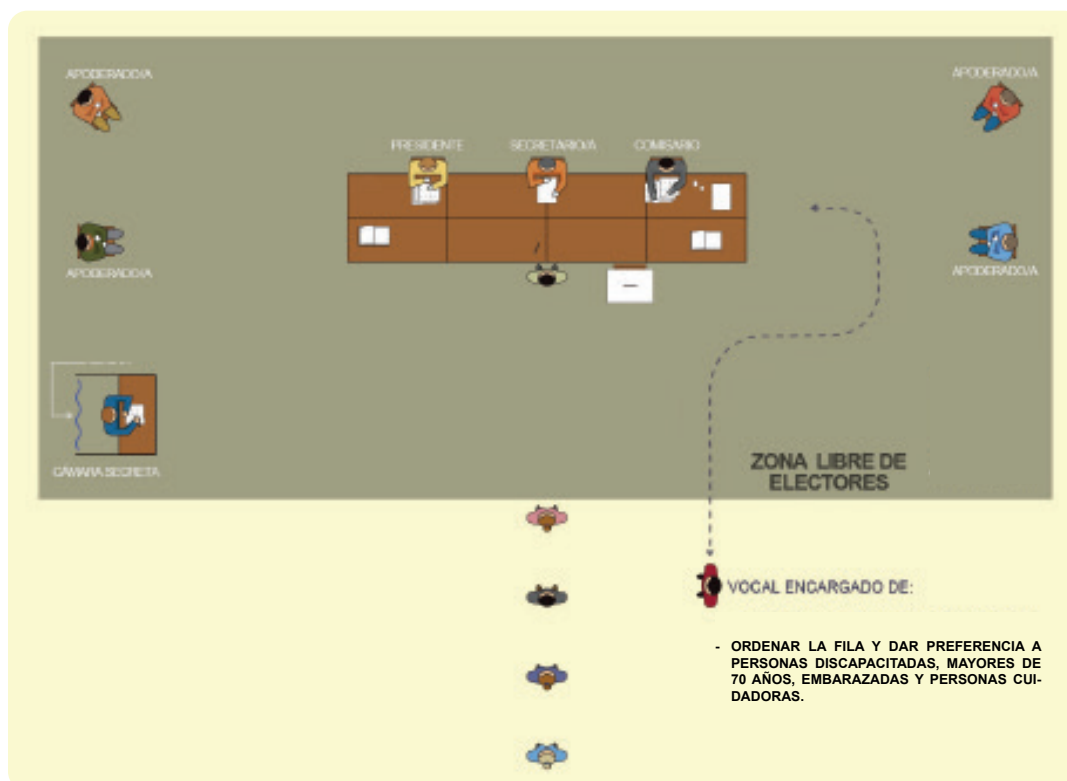 APODERADO/A
APODERADO/A
PRESIDENTE
SECRETARIO/A
COMISARIO
APODERADO/A
APODERADO/A
CÁMARA SECRETA
ZONA LIBRE DE
ELECTORES
VOCAL ENCARGADO DE:
- ORDENAR LA FILA Y DAR PREFERENCIA A
PERSONAS DISCAPACITADAS, MAYORES DE
70 AÑOS, EMBARAZADAS Y PERSONAS CUI-
DADORAS.